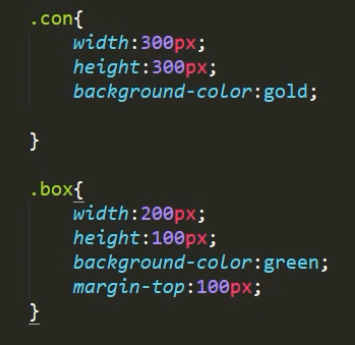 .con{
    width:300px;
    height:300px;
    background-color:gold;

}

.box{
    width:200px;
    height:100px;
    background-color:green;
    margin-top:100px;
}